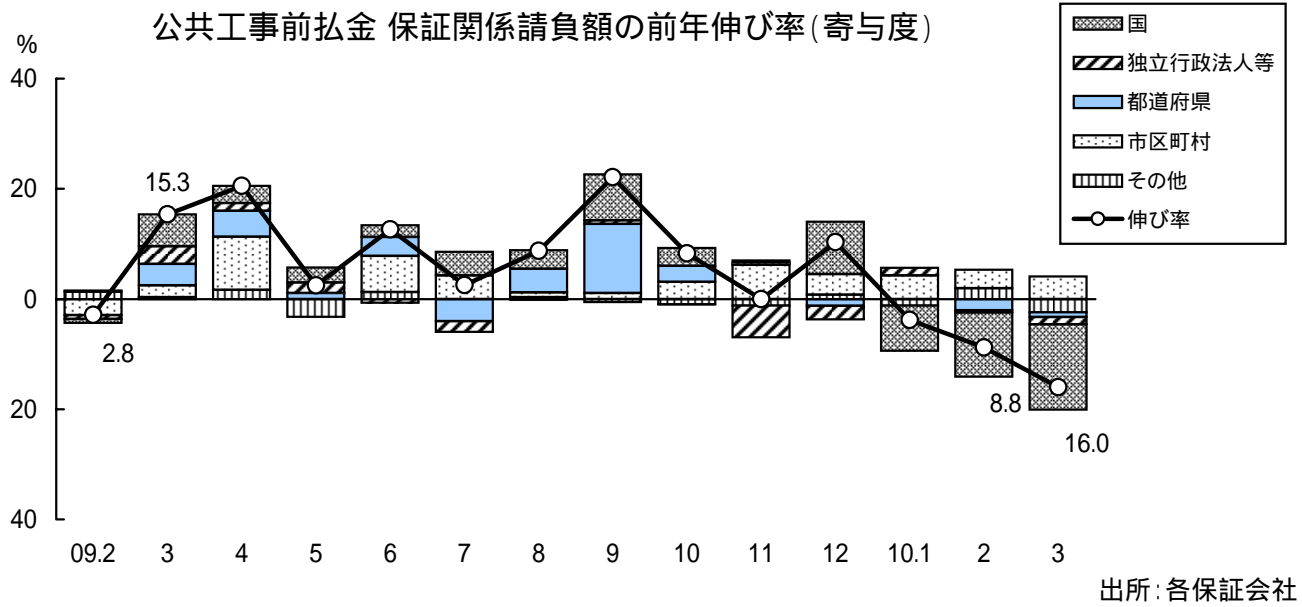 公共工事前払金 保証関係請負額の前年伸び率(寄与度)
%
国
独立行政法人等
都道府県
市区町村
その他
伸び率
40
20
0
20
40
15.3
2.8
8.8
16.0
09.2 3 4 5 6 7 8 9 10 11 12 10.1 2 3
出所:各保証会社